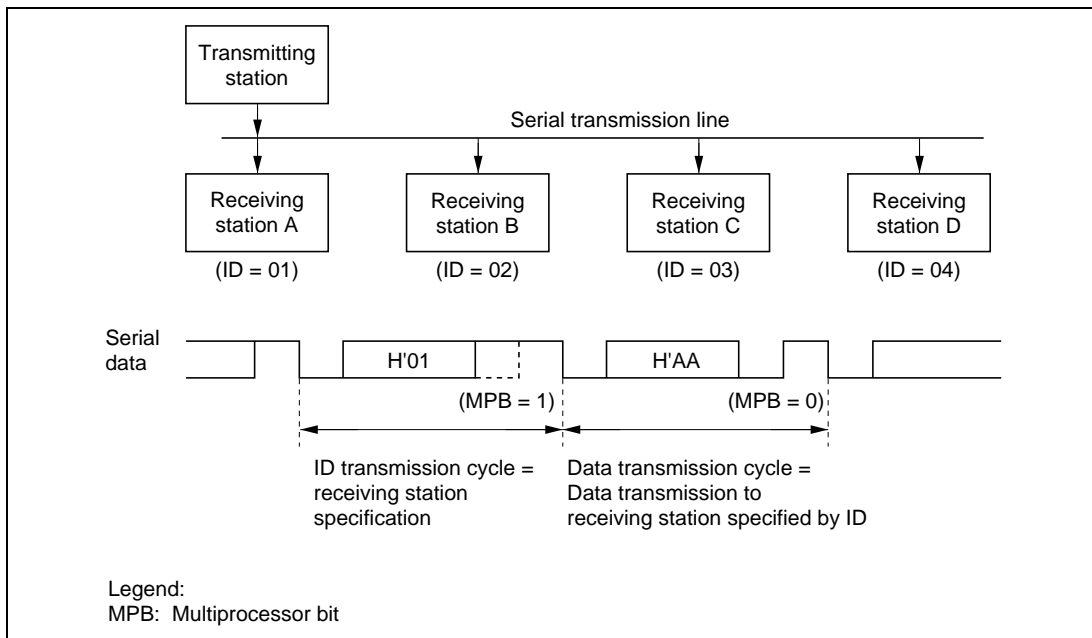 Transmitting
station
Serial transmission line
Receiving
station A
Receiving
station B
Receiving
station C
Receiving
station D
(ID = 01)
(ID = 02)
(ID = 03)
(ID = 04)
Serial
data
H'01
H'AA
(MPB = 1)
(MPB = 0)
ID transmission cycle =
receiving station
specification
Data transmission cycle =
Data transmission to
receiving station specified by ID
Legend:
MPB: Multiprocessor bit